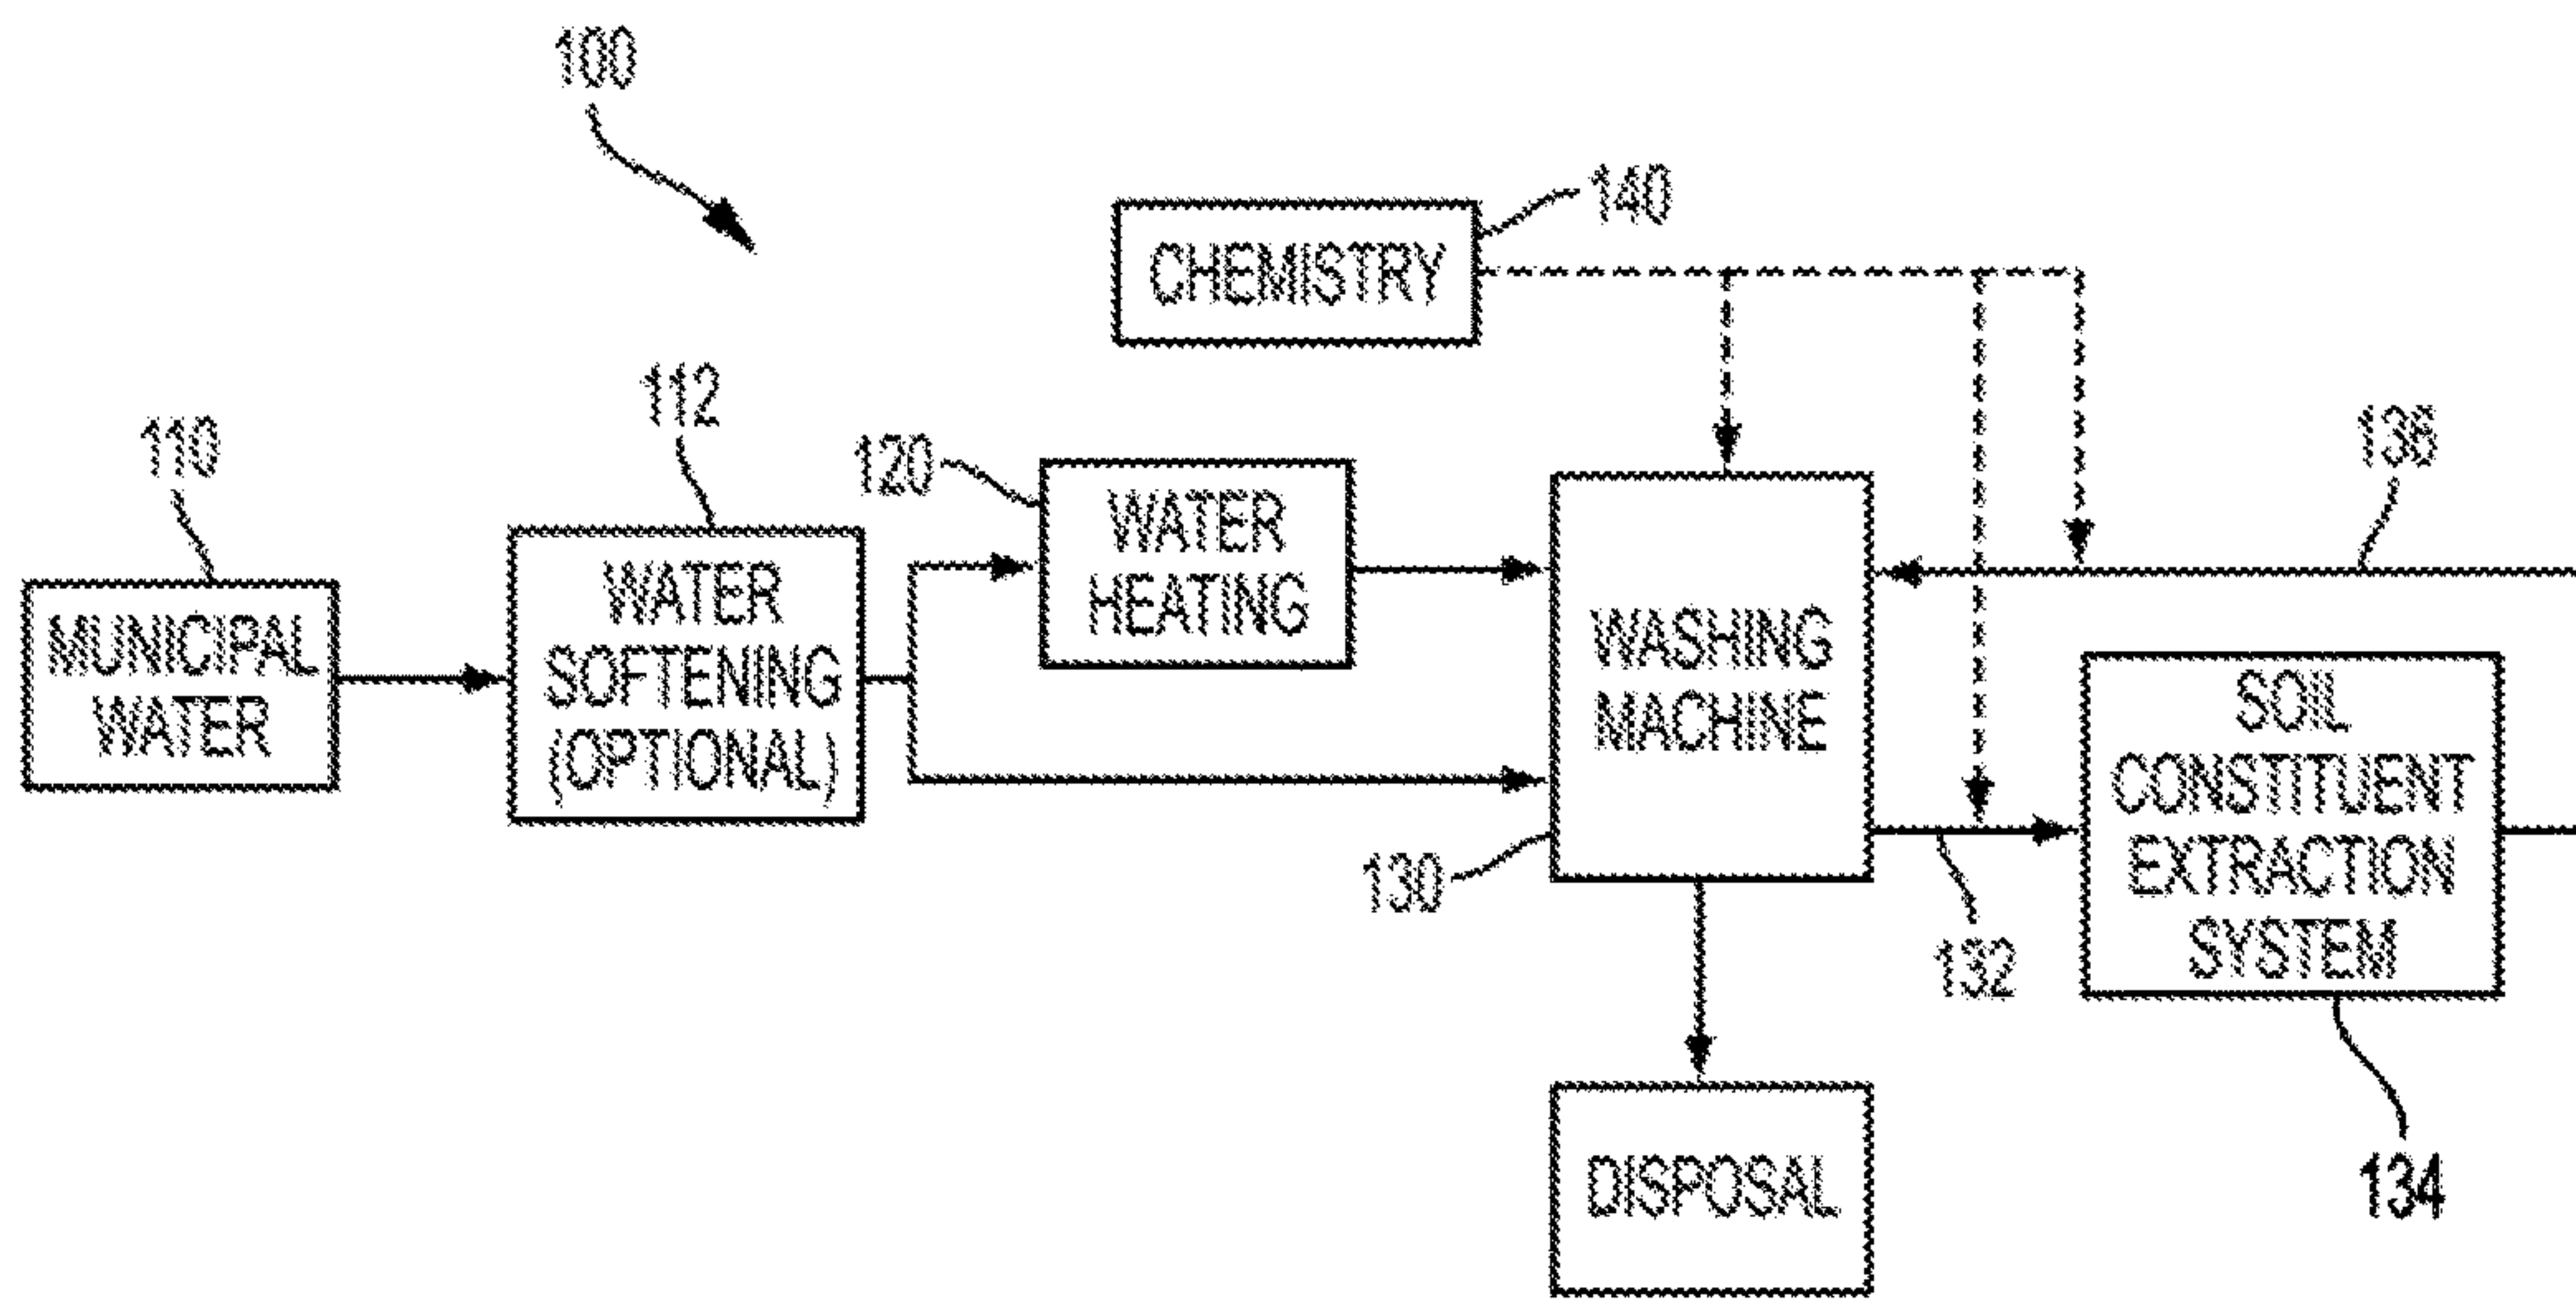 100
140
CHEMISTRY
112
110
120
136
WATER
HEATING
MUNICIPAL
WATER
WATER
SOFTENING
(OPTIONAL)
WASHING
MACHINE
SOIL
CONSTITUENT
EXTRACTION
SYSTEM
130
132
134
DISPOSAL